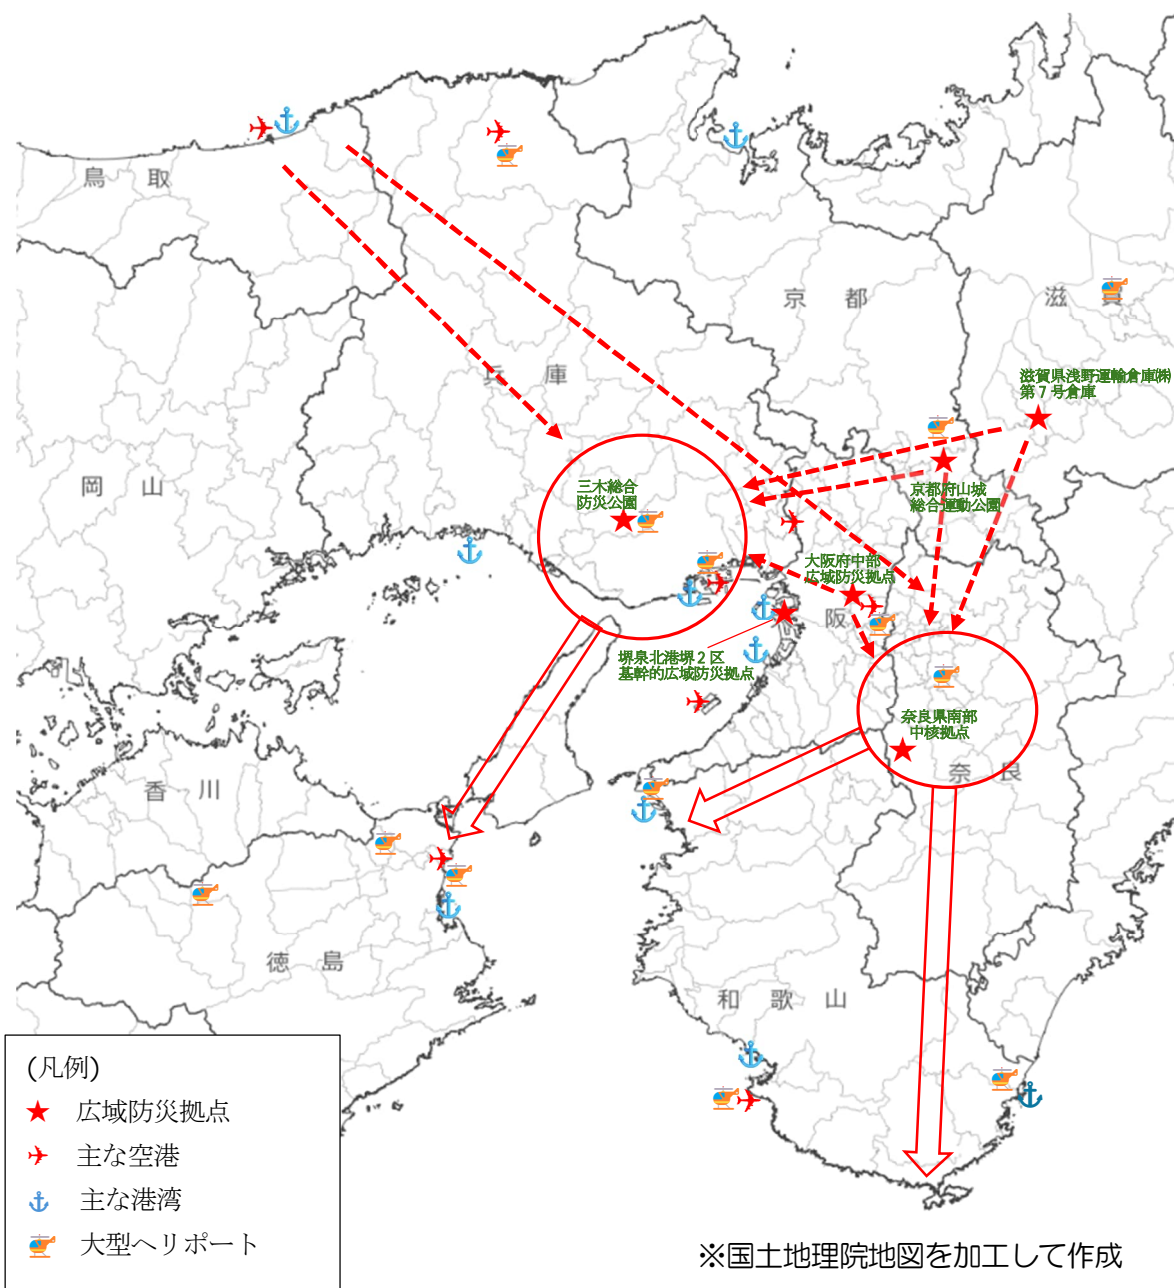 鳥 取
京 都
滋 賀
滋賀県浅野運輸倉庫㈱
第７号倉庫
兵 庫
岡 山
三木総合
防災公園
京都府山城
総合運動公園
大阪府中部
広域防災拠点
阪
堺泉北港堺２区
基幹的広域防災拠点
奈良県南部
中核拠点
奈 良
香 川
徳 島
和 歌 山
(凡例)
広域防災拠点
主な空港
主な港湾
大型ヘリポート
※国土地理院地図を加工して作成